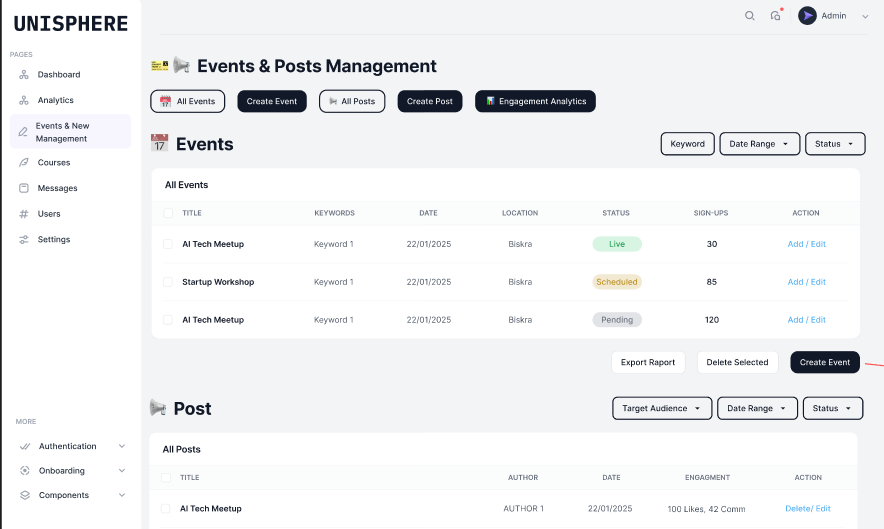 UNISPHERE
PAGES
Dashboard
Analytics
Events & New
Management
Courses
Messages
Users
Settings
MORE
Authentication
Onboarding
Components
Admin
Events & Posts Management
All Events
Create Event
All Posts
Create Post
Engagement Analytics
17 Events
Keyword
Date Range
Status
All Events
TITLE KEYWORDS DATE LOCATION STATUS SIGN-UPS ACTION
AI Tech Meetup Keyword 1 22/01/2025 Biskra Live 30 Add / Edit
Startup Workshop Keyword 1 22/01/2025 Biskra Scheduled 85 Add / Edit
AI Tech Meetup Keyword 1 22/01/2025 Biskra Pending 120 Add / Edit
Export Raport
Delete Selected
Create Event
Post
Target Audience
Date Range
Status
All Posts
TITLE AUTHOR DATE ENGAGMENT ACTION
AI Tech Meetup AUTHOR 1 22/01/2025 100 Likes, 42 Comm Delete/ Edit